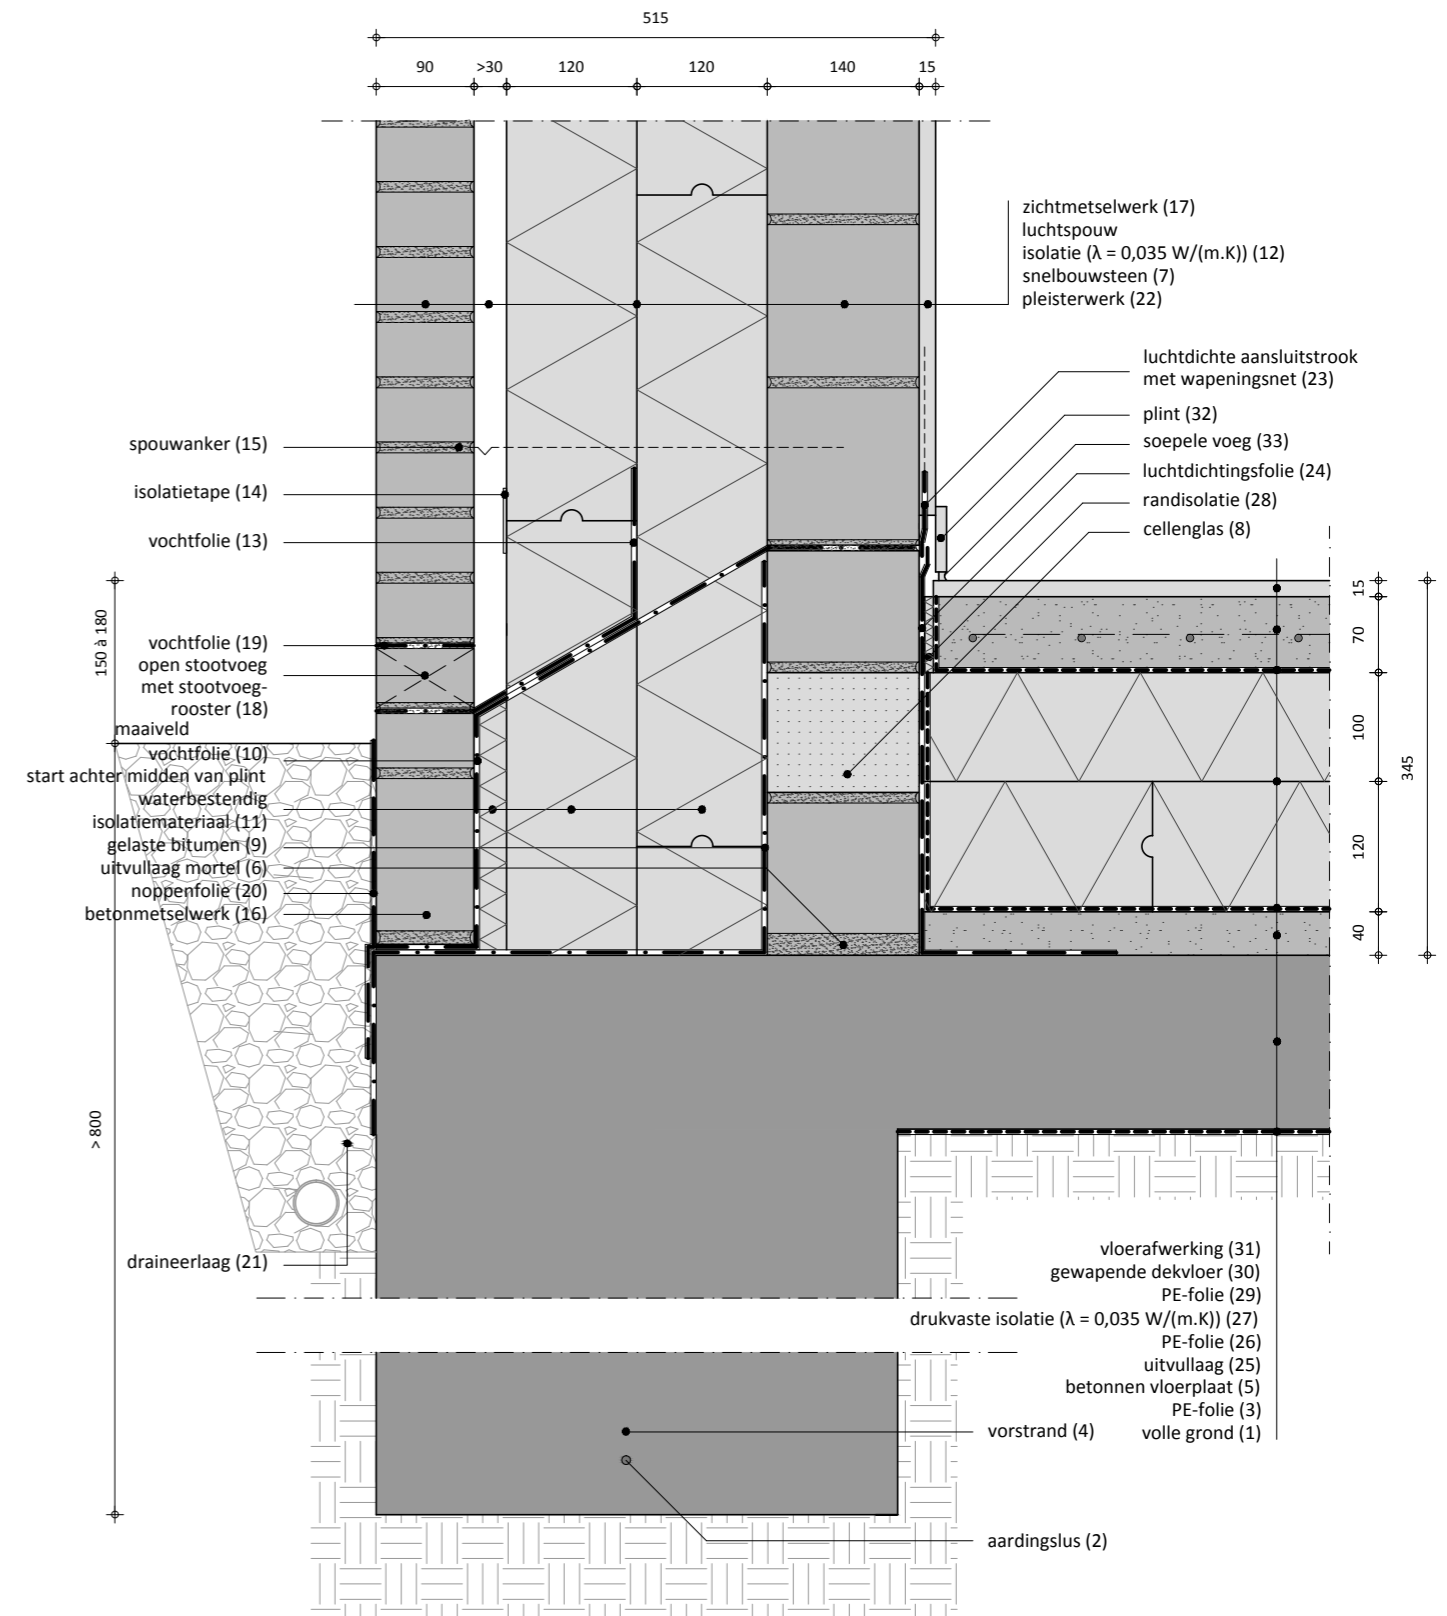 515
90 >30 120 120 140 15
zichtmetselwerk (17)
luchtspouw
isolatie (λ = 0,035 W/(m.K)) (12)
snelbouwsteen (7)
pleisterwerk (22)
luchtdichte aansluitstrook
met wapeningsnet (23)
plint (32)
soepele voeg (33)
luchtdichtingsfolie (24)
randisolatie (28)
cellenglas (8)
spouwanker (15)
isolatietape (14)
vochtfolie (13)
150 à 180
vochtfolie (19)
open stootvoeg
met stootvoeg-
rooster (18)
maaiveld
vochtfolie (10)
start achter midden van plint
waterbestendig
isolatiemateriaal (11)
gelaste bitumen (9)
uitvullaag mortel (6)
noppenfolie (20)
betonmetselwerk (16)
15
70
100
120
40
345
> 800
draineerlaag (21)
vloerafwerking (31)
gewapende dekvloer (30)
PE-folie (29)
drukvaste isolatie (λ = 0,035 W/(m.K)) (27)
PE-folie (26)
uitvullaag (25)
betonnen vloerplaat (5)
PE-folie (3)
volle grond (1)
vorstrand (4)
aardingslus (2)